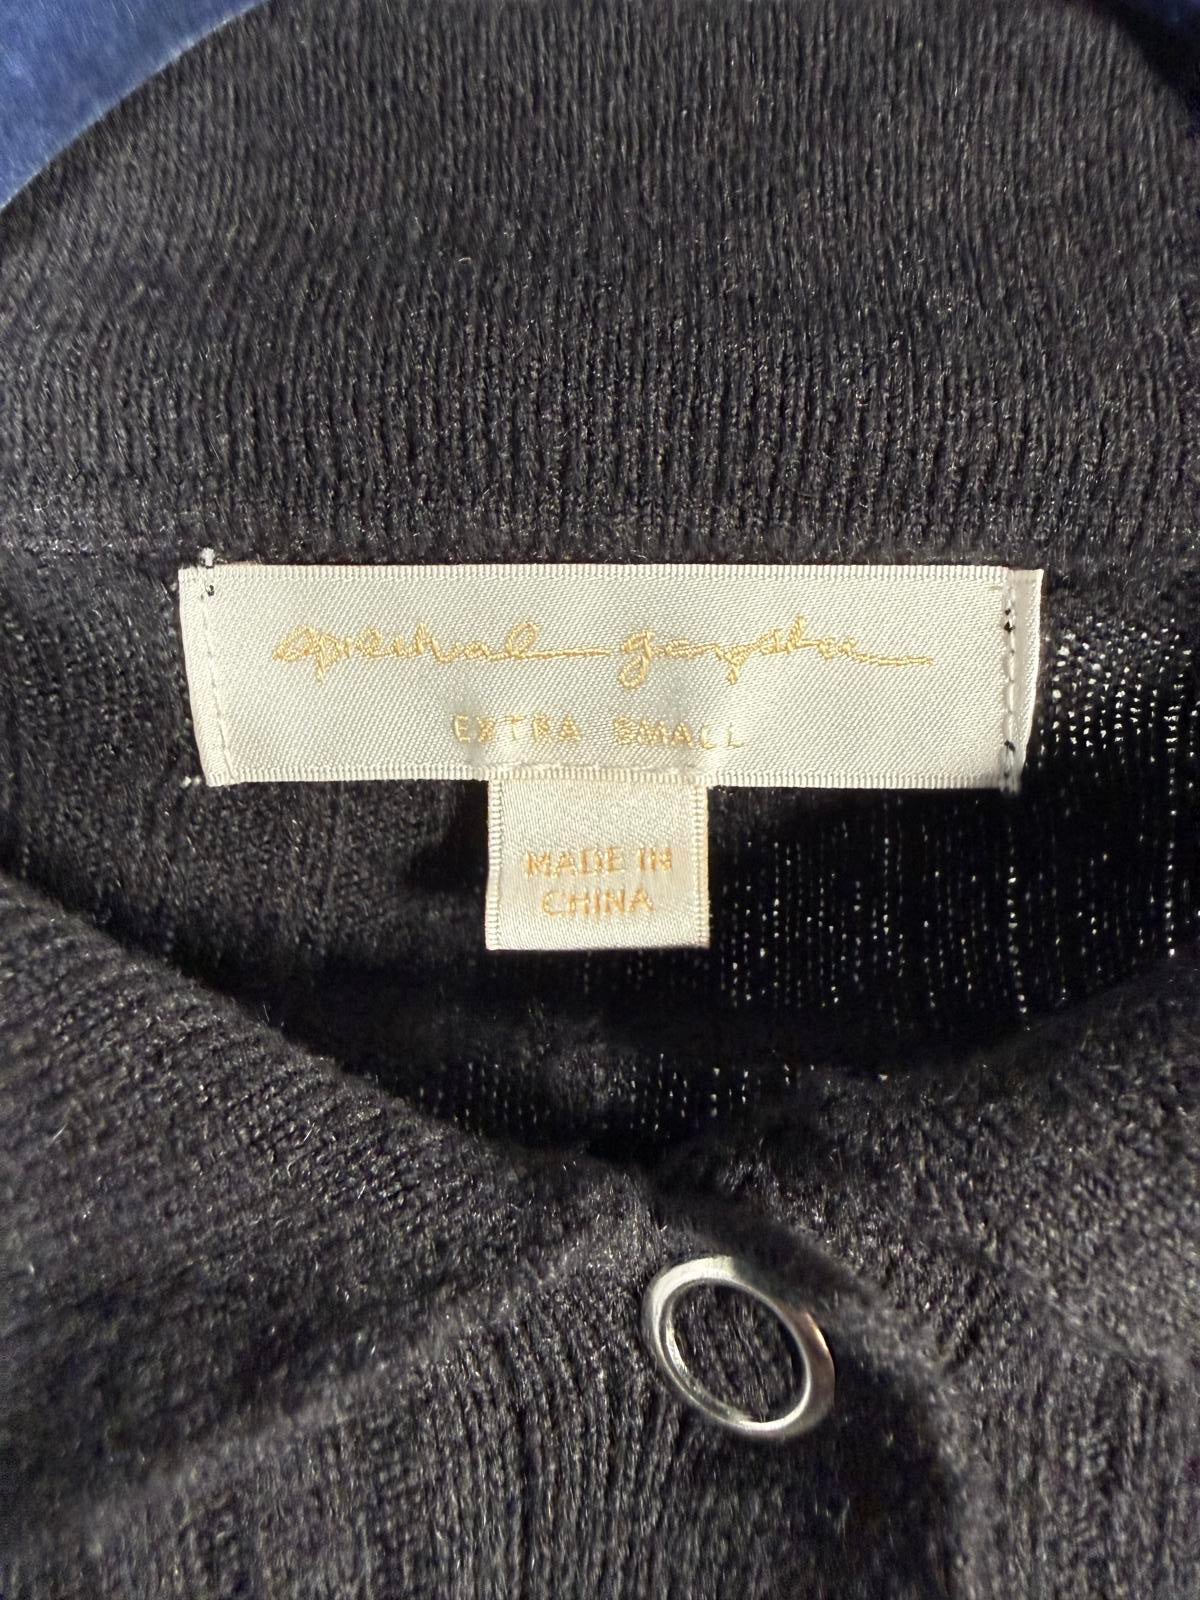 spiritual gangster
EXTRA SMALL
MADE IN
CHINA